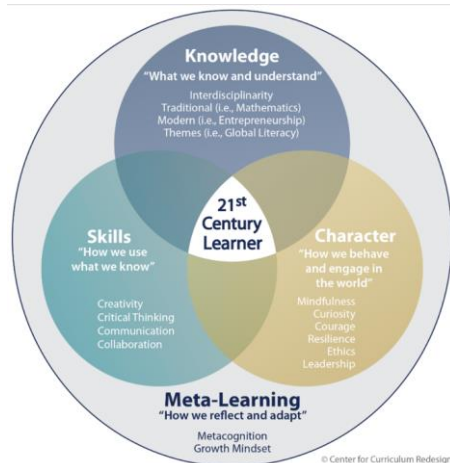 Knowledge
“What we know and understand”
Interdisciplinarity
Traditional (i.e., Mathematics)
Modern (i.e., Entrepreneurship)
Themes (i.e., Global Literacy)
21st
Century
Learner
Skills
“How we use
what we know”
Creativity
Critical Thinking
Communication
Collaboration
Character
“How we behave
and engage in
the world”
Mindfulness
Curiosity
Courage
Resilience
Ethics
Leadership
Meta-Learning
“How we reflect and adapt”
Metacognition
Growth Mindset
© Center for Curriculum Redesign